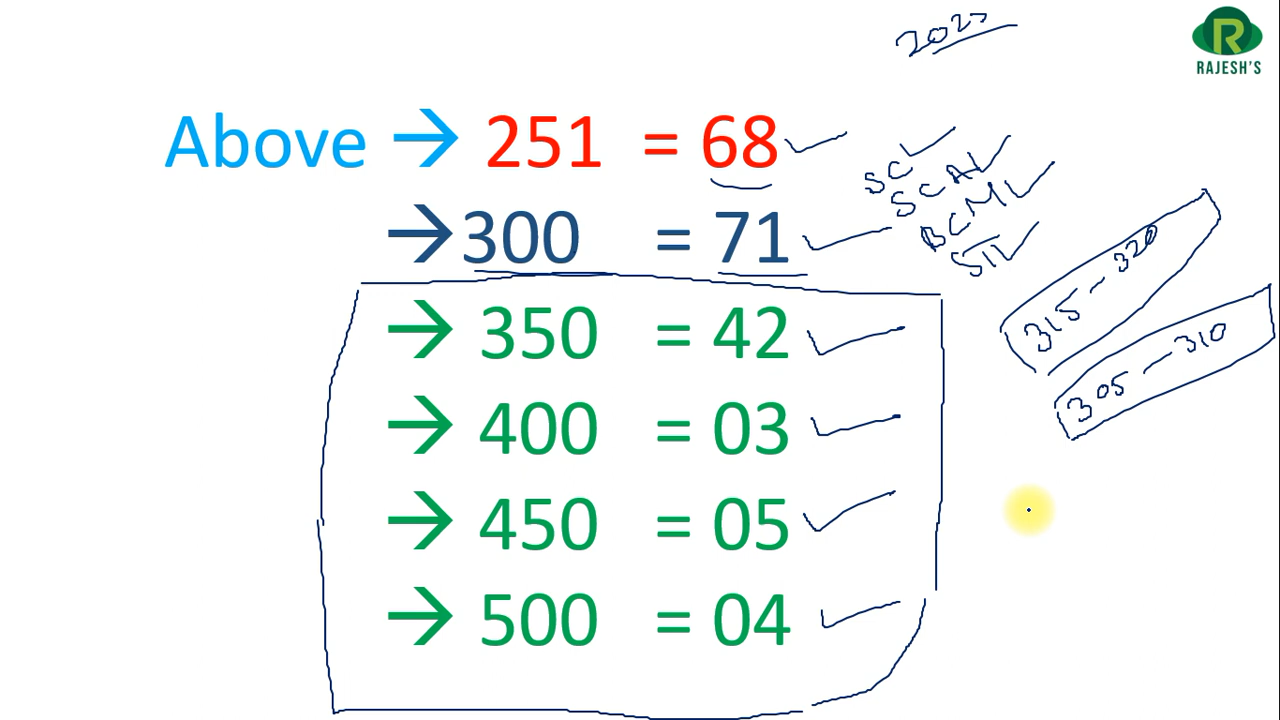 2023
R
RAJESH'S
Above → 251 = 68
→300 = 71
→ 350 = 42
→ 400 = 03
→ 450 = 05
→ 500 = 04
SC
SCAL
BCML
STL
315 - 320
305 - 310